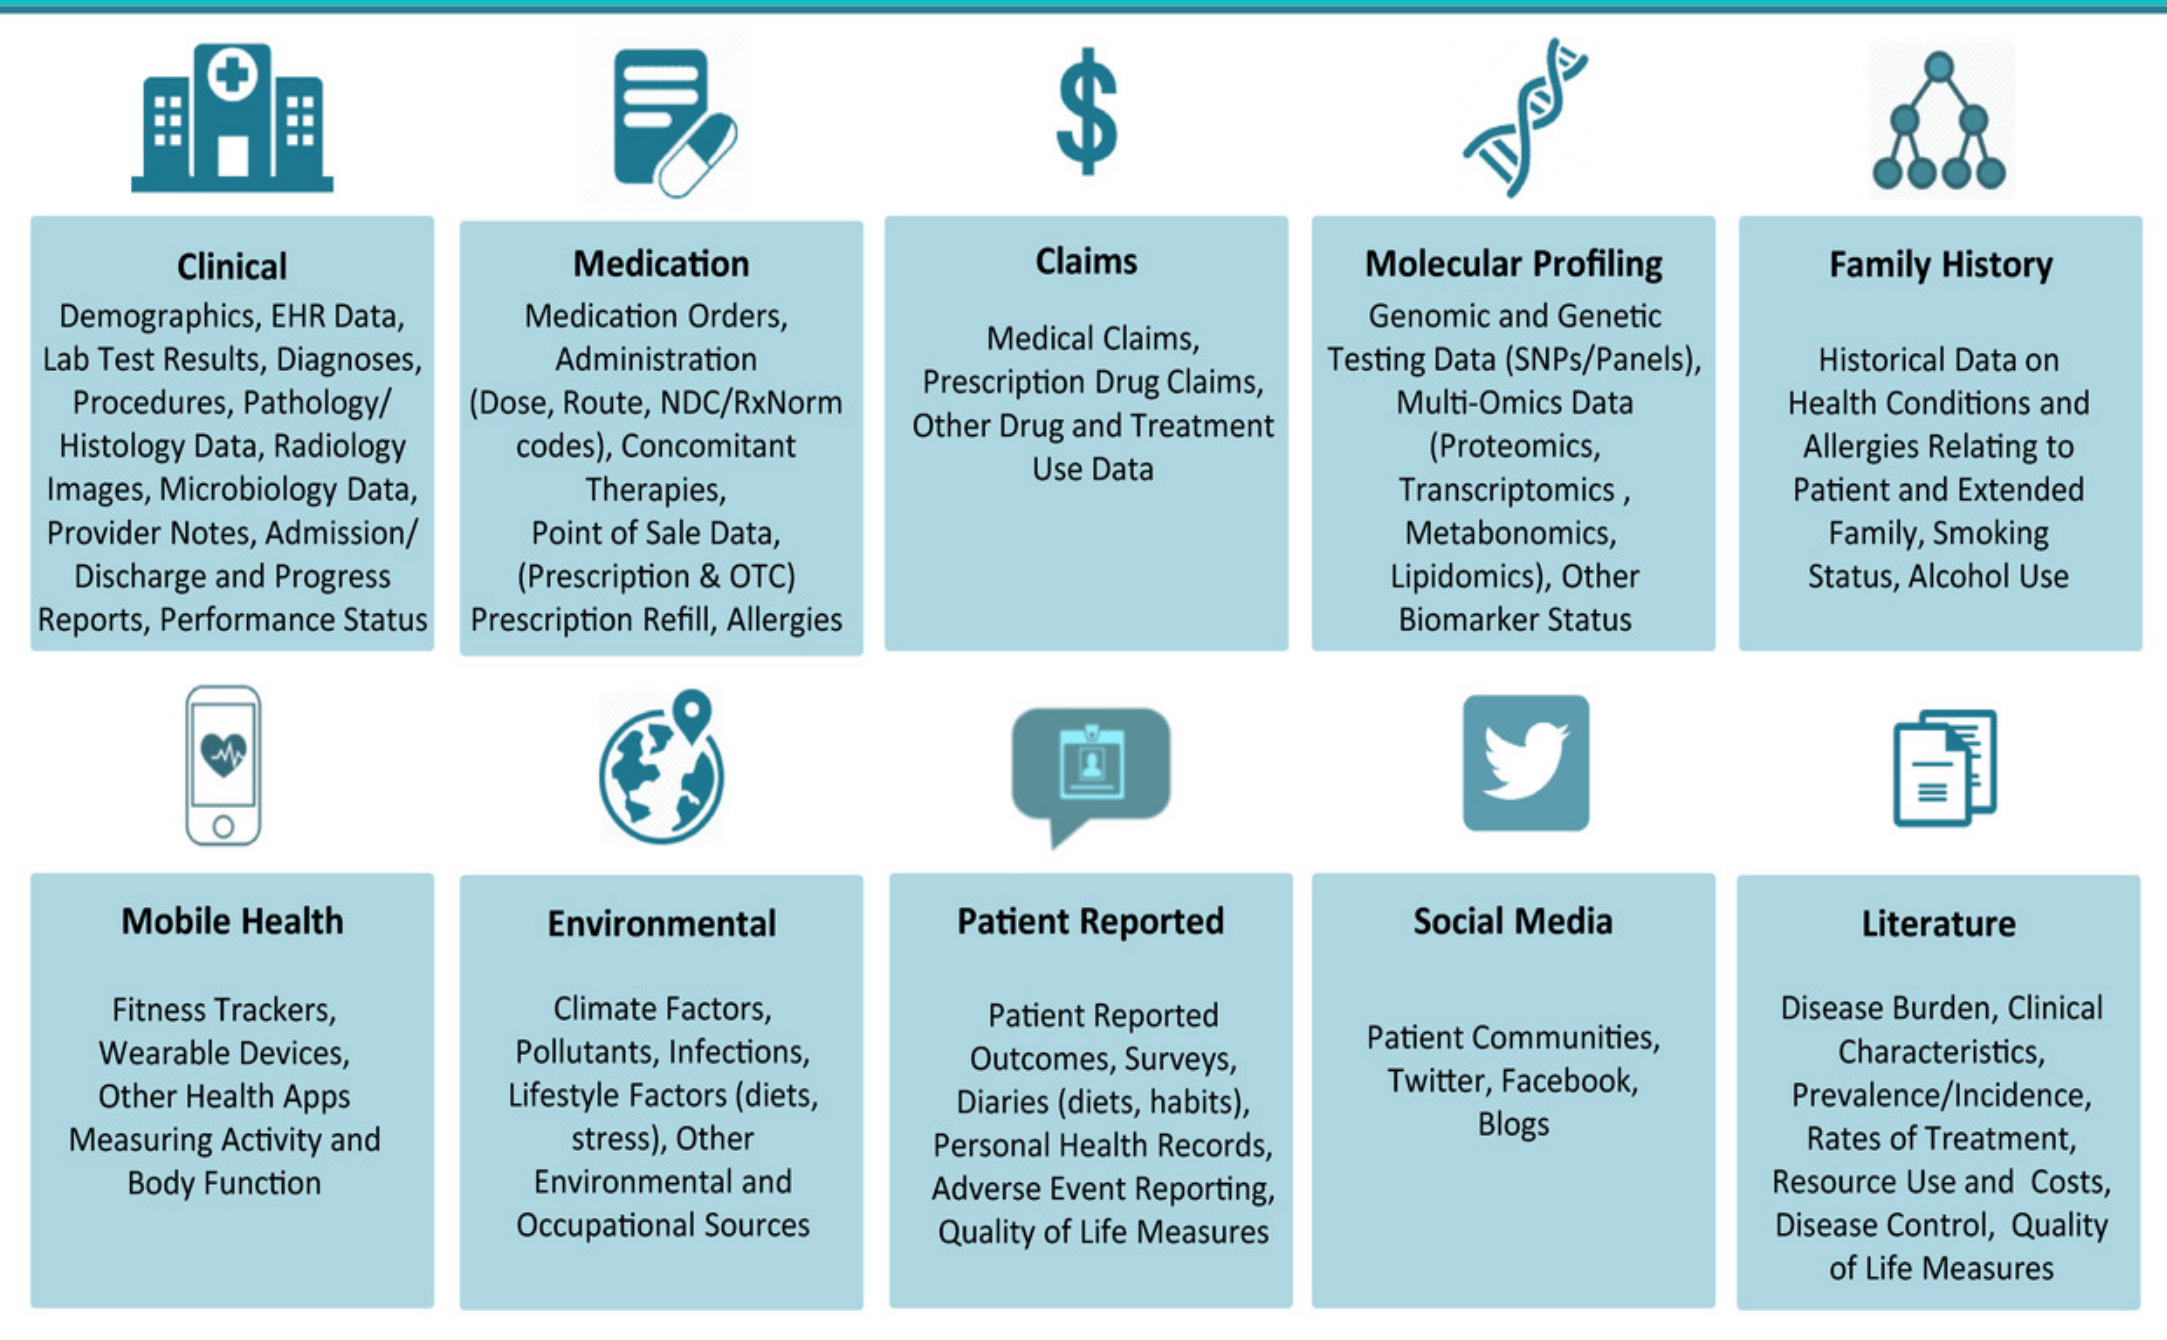 Clinical
Demographics, EHR Data,
Lab Test Results, Diagnoses,
Procedures, Pathology/
Histology Data, Radiology
Images, Microbiology Data,
Provider Notes, Admission/
Discharge and Progress
Reports, Performance Status
Medication
Medication Orders,
Administration
(Dose, Route, NDC/RxNorm
codes), Concomitant
Therapies,
Point of Sale Data,
(Prescription & OTC)
Prescription Refill, Allergies
Claims
Medical Claims,
Prescription Drug Claims,
Other Drug and Treatment
Use Data
Molecular Profiling
Genomic and Genetic
Testing Data (SNPs/Panels),
Multi-Omics Data
(Proteomics,
Transcriptomics ,
Metabonomics,
Lipidomics), Other
Biomarker Status
Family History
Historical Data on
Health Conditions and
Allergies Relating to
Patient and Extended
Family, Smoking
Status, Alcohol Use
Mobile Health
Fitness Trackers,
Wearable Devices,
Other Health Apps
Measuring Activity and
Body Function
Environmental
Climate Factors,
Pollutants, Infections,
Lifestyle Factors (diets,
stress), Other
Environmental and
Occupational Sources
Patient Reported
Patient Reported
Outcomes, Surveys,
Diaries (diets, habits),
Personal Health Records,
Adverse Event Reporting,
Quality of Life Measures
Social Media
Patient Communities,
Twitter, Facebook,
Blogs
Literature
Disease Burden, Clinical
Characteristics,
Prevalence/Incidence,
Rates of Treatment,
Resource Use and Costs,
Disease Control, Quality
of Life Measures